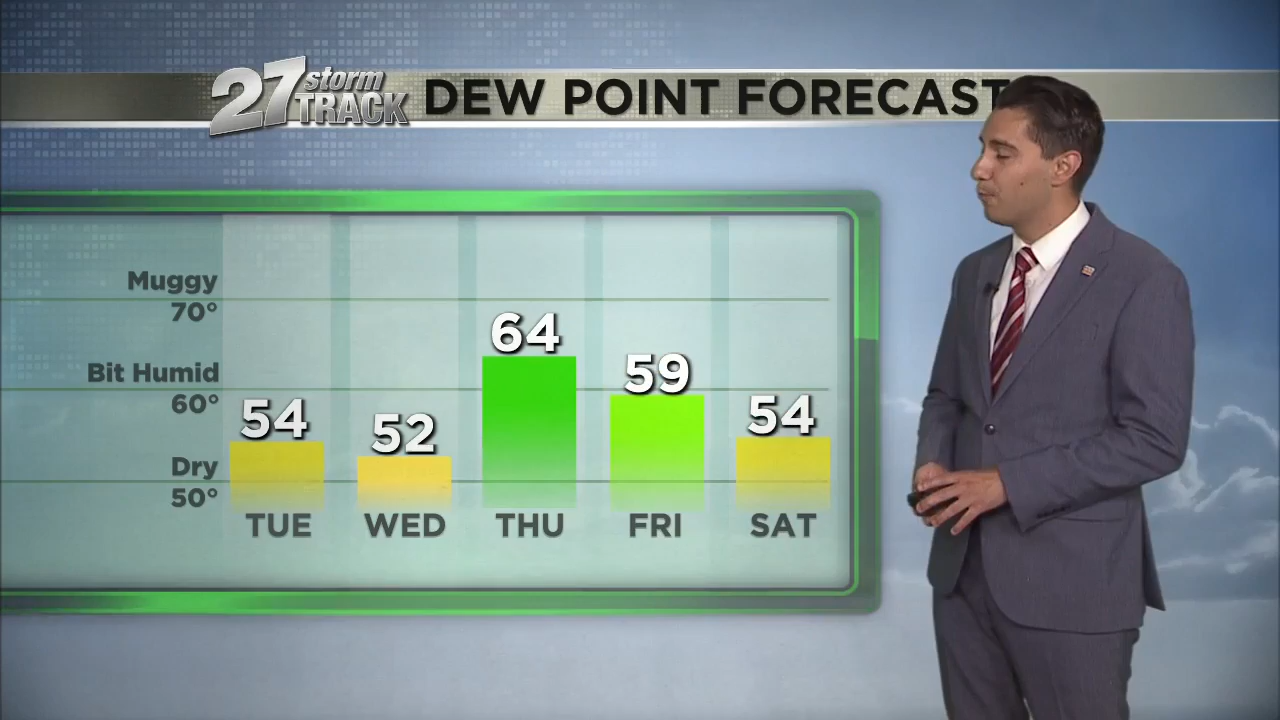 27 storm TRACK DEW POINT FORECAST
Muggy
70°
Bit Humid
60°
Dry
50°
54
52
64
59
54
TUE
WED
THU
FRI
SAT